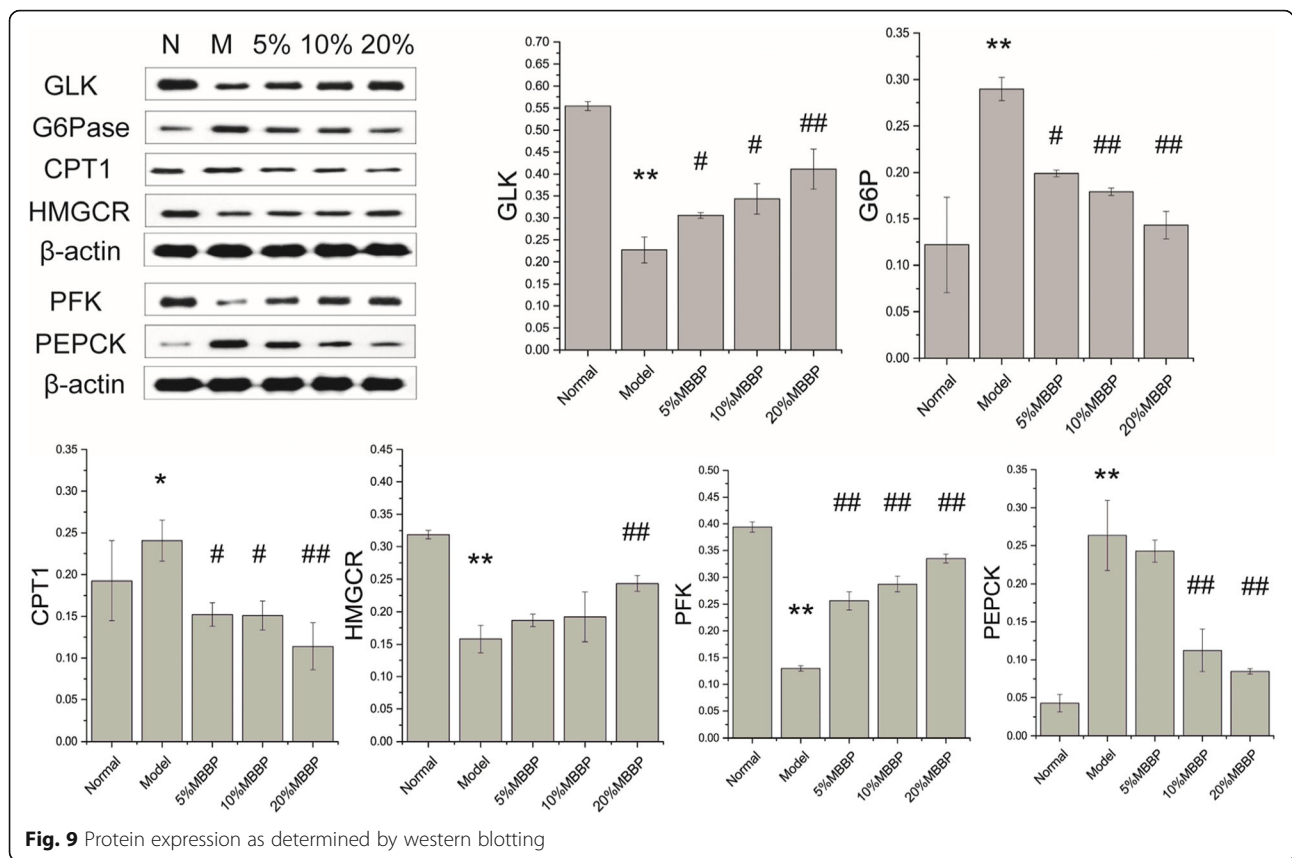 N M 5% 10% 20%
GLK
G6Pase
CPT1
HMGCR
β-actin
PFK
PEPCK
β-actin
GLK
0.70
0.65
0.60
0.55
0.50
0.45
0.40
0.35
0.30
0.25
0.20
0.15
0.10
0.05
0.00
** # # ##
Normal Model 5%MBBP 10%MBBP 20%MBBP
G6P
0.35
0.30
0.25
0.20
0.15
0.10
0.05
0.00
** # ## ##
Normal Model 5%MBBP 10%MBBP 20%MBBP
CPT1
0.35
0.30
0.25
0.20
0.15
0.10
0.05
0.00
* # # ##
Normal Model 5%MBBP 10%MBBP 20%MBBP
HMGCR
0.45
0.40
0.35
0.30
0.25
0.20
0.15
0.10
0.05
0.00
** ##
Normal Model 5%MBBP 10%MBBP 20%MBBP
PFK
0.50
0.45
0.40
0.35
0.30
0.25
0.20
0.15
0.10
0.05
0.00
** ## ## ##
Normal Model 5%MBBP 10%MBBP 20%MBBP
PEPCK
0.35
0.30
0.25
0.20
0.15
0.10
0.05
0.00
** ## ##
Normal Model 5%MBBP 10%MBBP 20%MBBP
Fig. 9 Protein expression as determined by western blotting